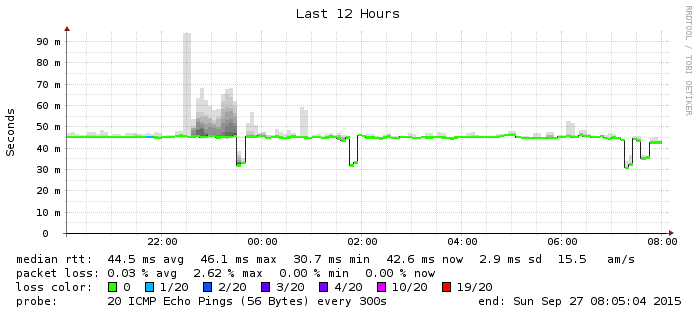 Last 12 Hours
RRDTOOL / TOBI OETIKER
Seconds
90 m
80 m
70 m
60 m
50 m
40 m
30 m
20 m
10 m
0
22:00 00:00 02:00 04:00 06:00 08:00
median rtt: 44.5 ms avg 46.1 ms max 30.7 ms min 42.6 ms now 2.9 ms sd 15.5 am/s
packet loss: 0.03 % avg 2.62 % max 0.00 % min 0.00 % now
loss color: 0 1/20 2/20 3/20 4/20 10/20 19/20
probe: 20 ICMP Echo Pings (56 Bytes) every 300s end: Sun Sep 27 08:05:04 2015